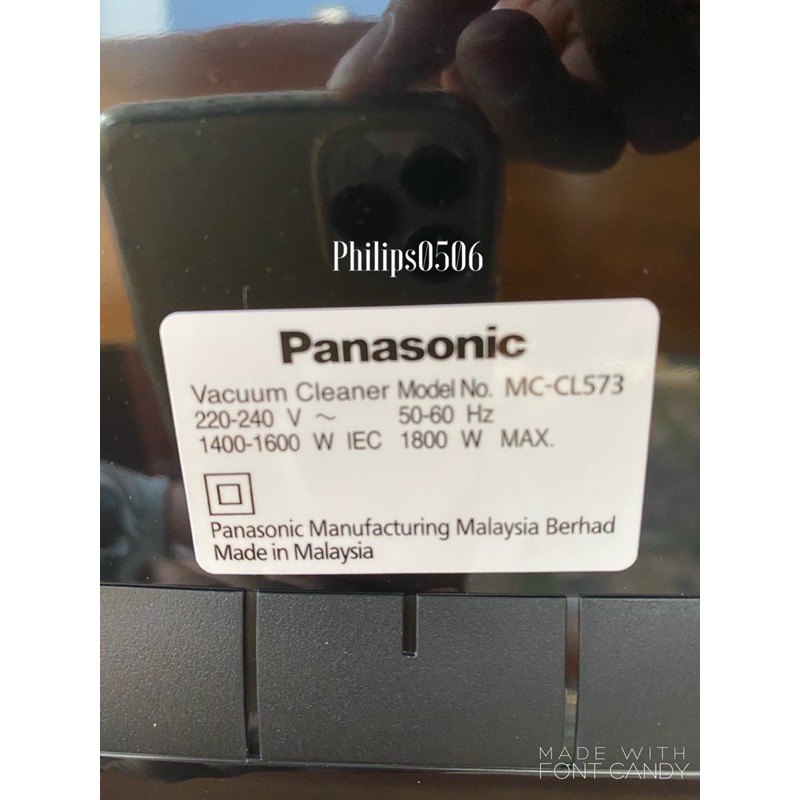 Philips0506
Panasonic
Vacuum Cleaner Model No. MC-CL573
220-240 V ~ 50-60 Hz
1400-1600 W IEC 1800 W MAX.
Panasonic Manufacturing Malaysia Berhad
Made in Malaysia
MADE WITH
FONT CANDY